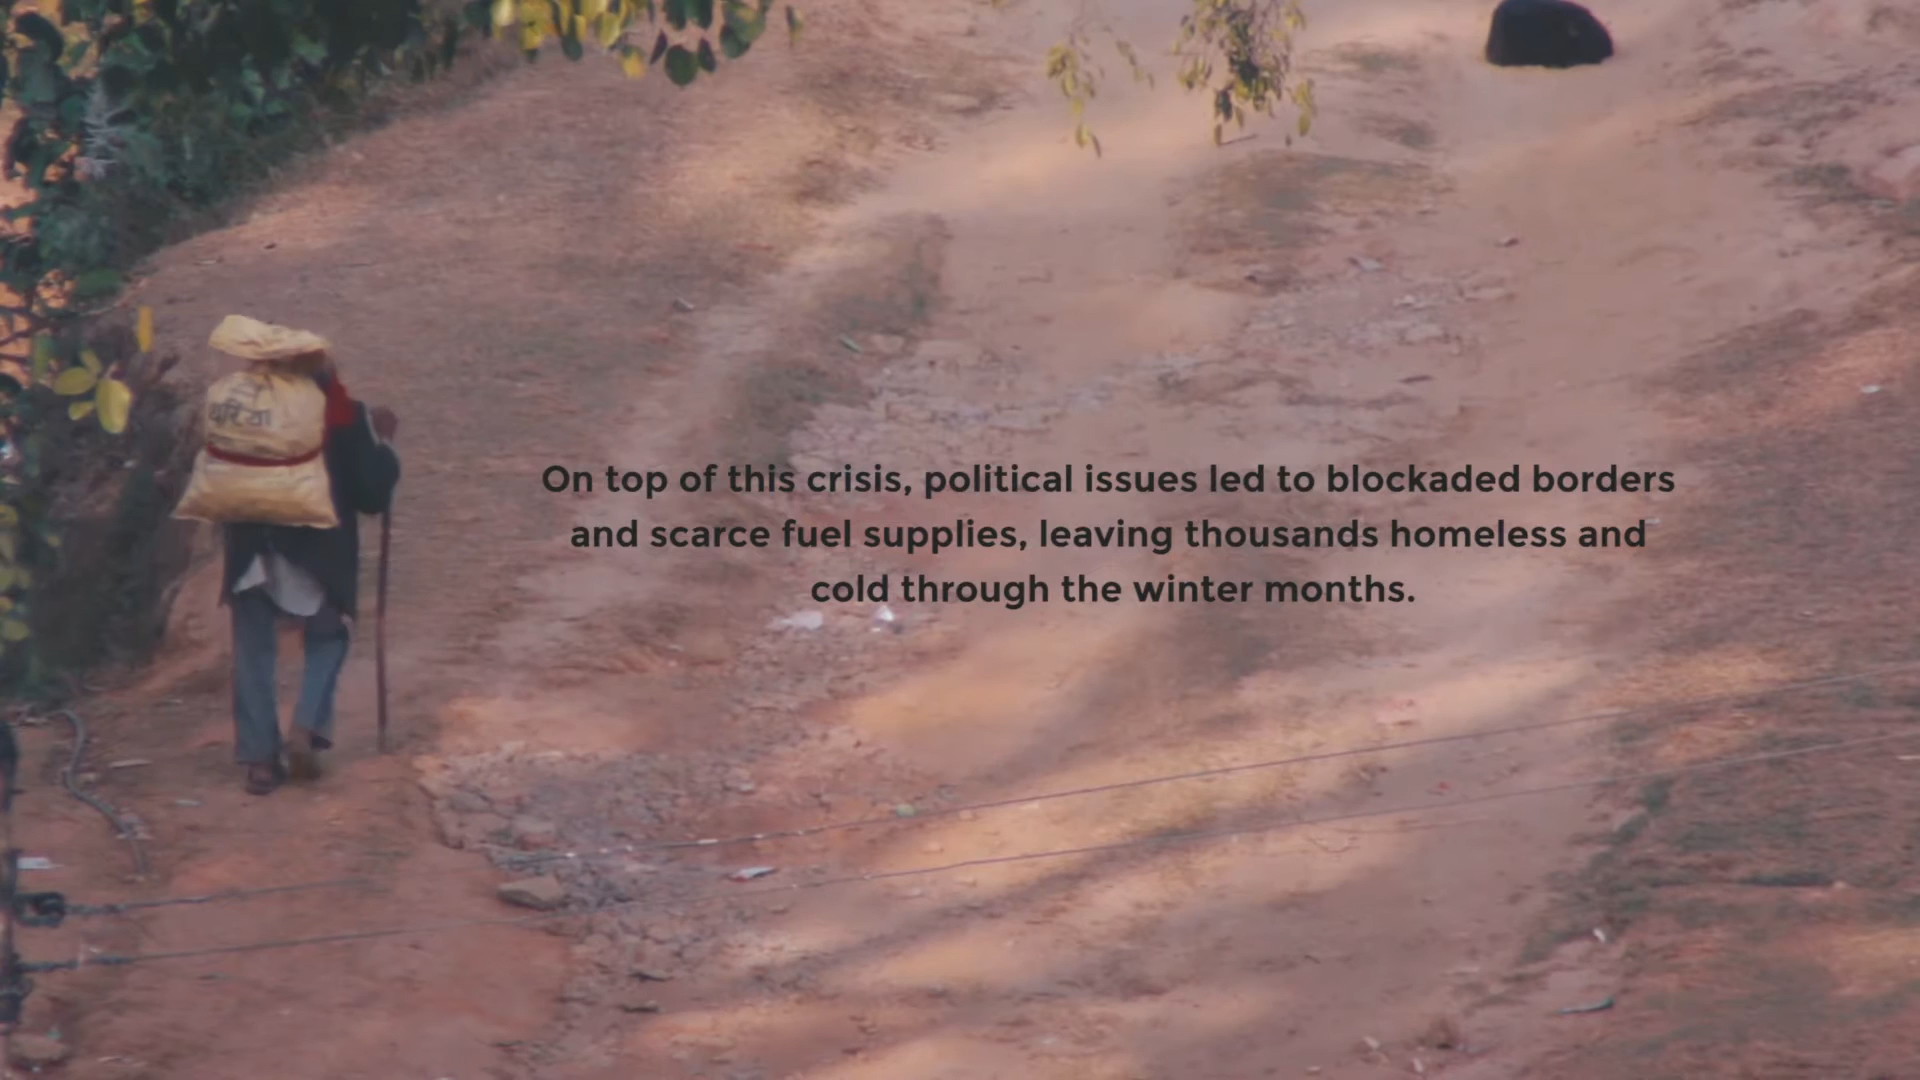 On top of this crisis, political issues led to blockaded borders
and scarce fuel supplies, leaving thousands homeless and
cold through the winter months.